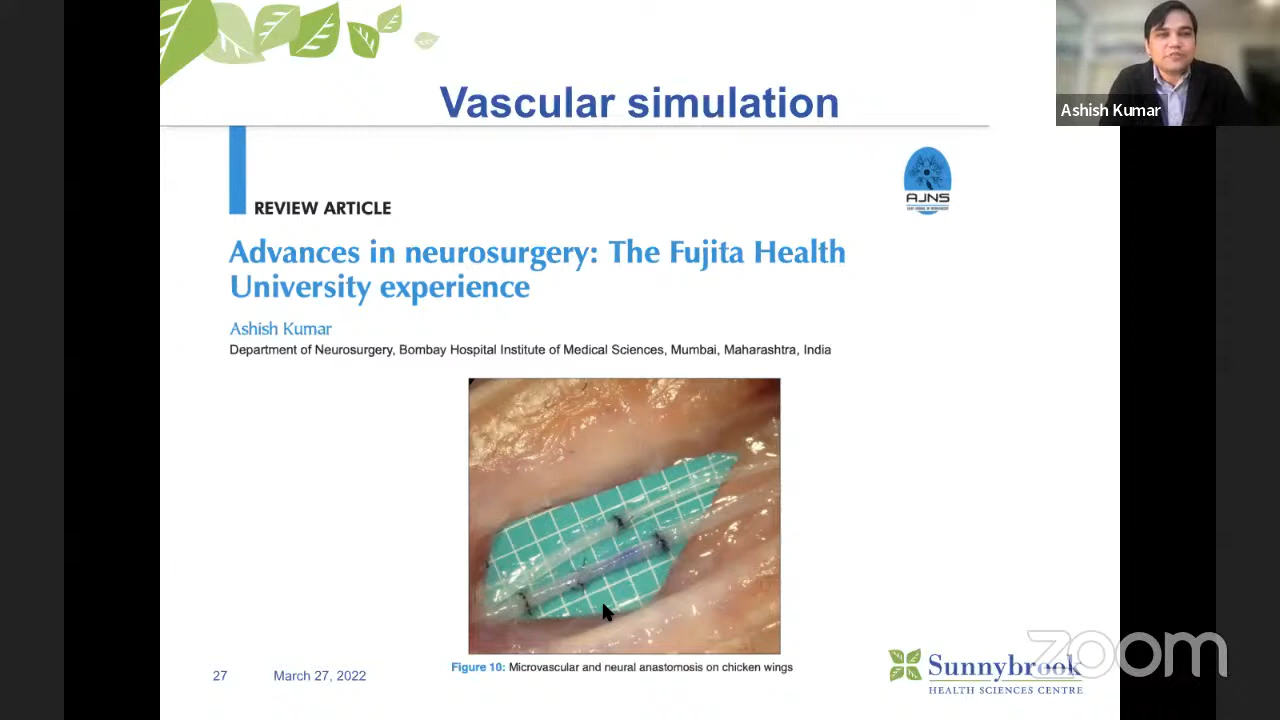 Vascular simulation
Ashish Kumar
REVIEW ARTICLE
AJNS
Advances in neurosurgery: The Fujita Health
University experience
Ashish Kumar
Department of Neurosurgery, Bombay Hospital Institute of Medical Sciences, Mumbai, Maharashtra, India
Figure 10: Microvascular and neural anastomosis on chicken wings
27
March 27, 2022
Sunnybrook
HEALTH SCIENCES CENTRE
zoom